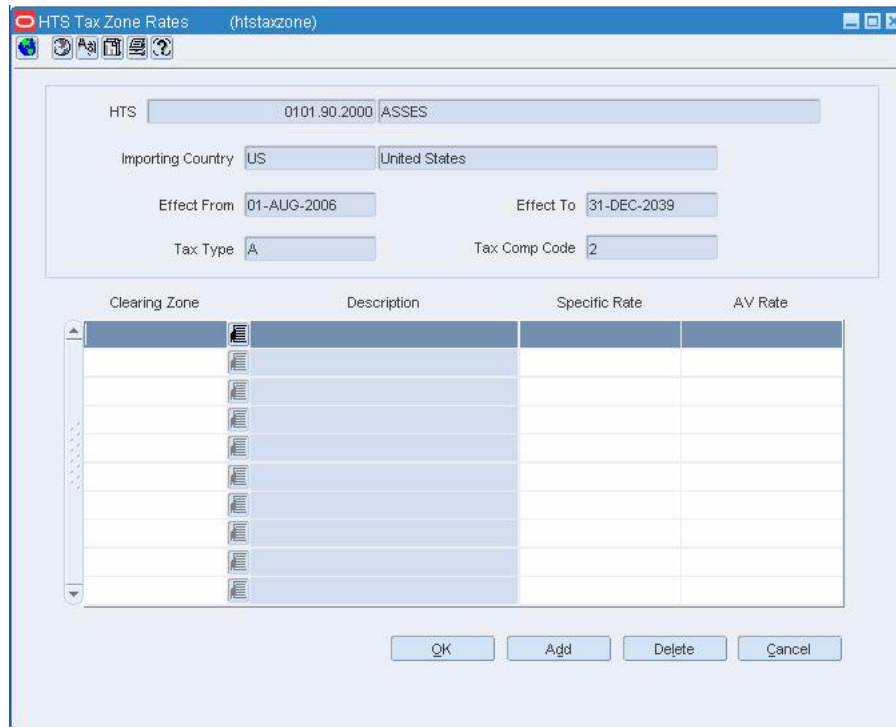 HTS Tax Zone Rates (htstaxzone)
HTS 0101.90.2000 ASSES
Importing Country US United States
Effect From 01-AUG-2006 Effect To 31-DEC-2039
Tax Type A Tax Comp Code 2
Clearing Zone Description Specific Rate AV Rate
OK Add Delete Cancel